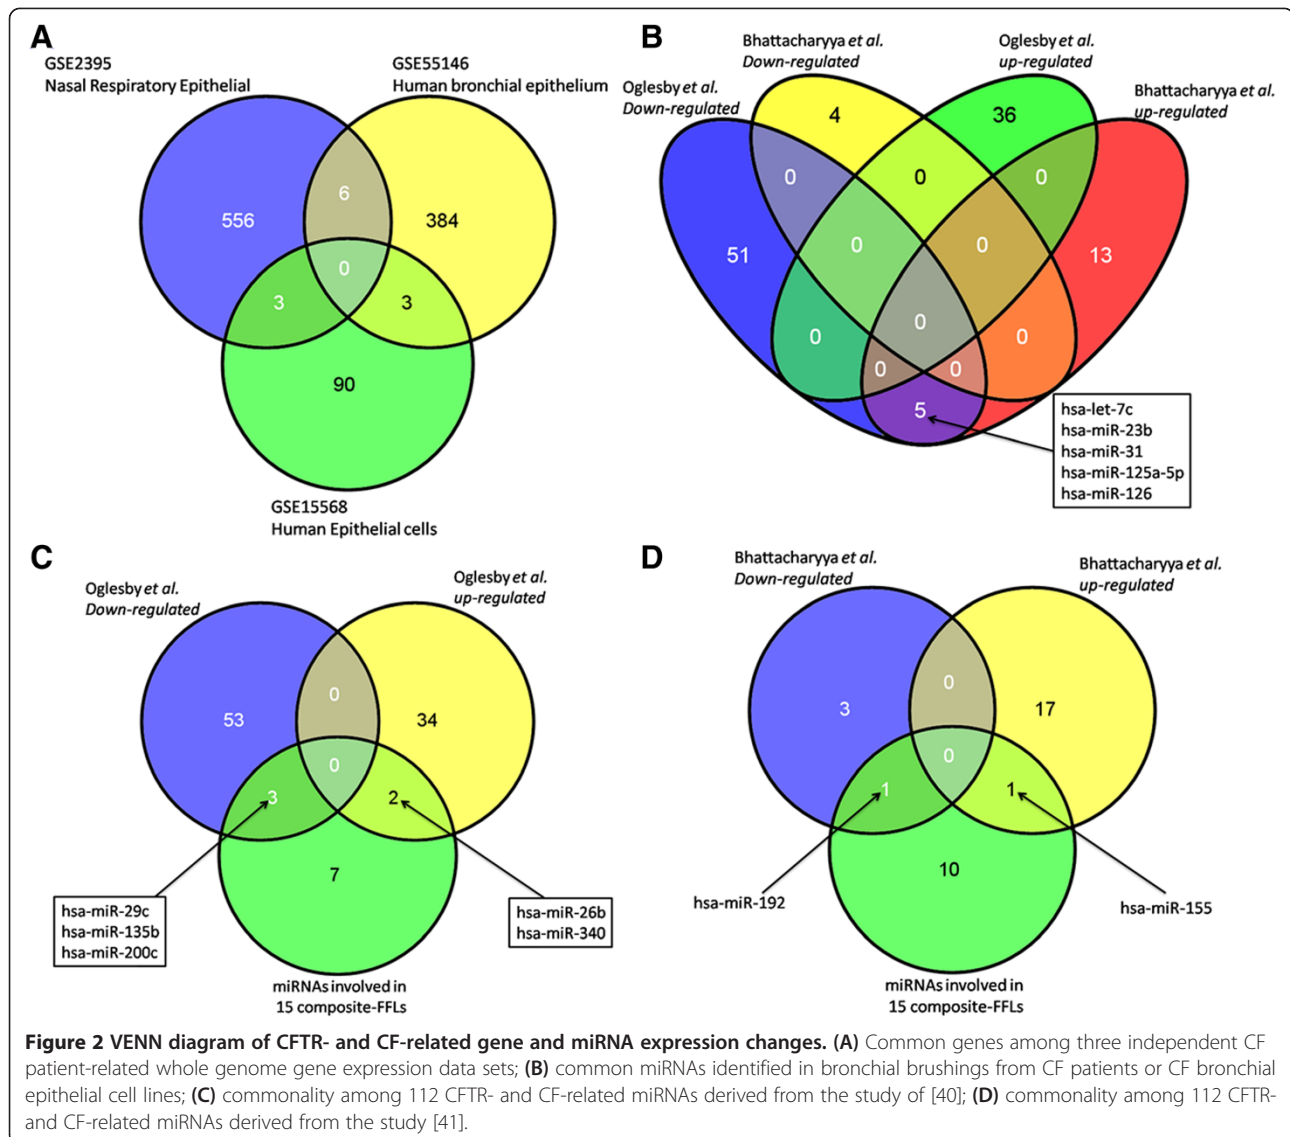 A
GSE2395
Nasal Respiratory Epithelial
GSE55146
Human bronchial epithelium
556
6
384
0
3
3
90
GSE15568
Human Epithelial cells
B
Bhattacharyya et al.
Down-regulated
Oglesby et al.
up-regulated
Oglesby et al.
Down-regulated
Bhattacharyya et al.
up-regulated
4
36
0
0
0
51
0
0
13
0
0
0
0
0
5
hsa-let-7c
hsa-miR-23b
hsa-miR-31
hsa-miR-125a-5p
hsa-miR-126
C
Oglesby et al.
Down-regulated
Oglesby et al.
up-regulated
53
0
34
0
3
2
7
hsa-miR-29c
hsa-miR-135b
hsa-miR-200c
hsa-miR-26b
hsa-miR-340
miRNAs involved in
15 composite-FFLs
D
Bhattacharyya et al.
Down-regulated
Bhattacharyya et al.
up-regulated
3
0
17
0
1
1
10
hsa-miR-192
hsa-miR-155
miRNAs involved in
15 composite-FFLs
Figure 2 VENN diagram of CFTR- and CF-related gene and miRNA expression changes. (A) Common genes among three independent CF
patient-related whole genome gene expression data sets; (B) common miRNAs identified in bronchial brushings from CF patients or CF bronchial
epithelial cell lines; (C) commonality among 112 CFTR- and CF-related miRNAs derived from the study of [40]; (D) commonality among 112 CFTR-
and CF-related miRNAs derived from the study [41].